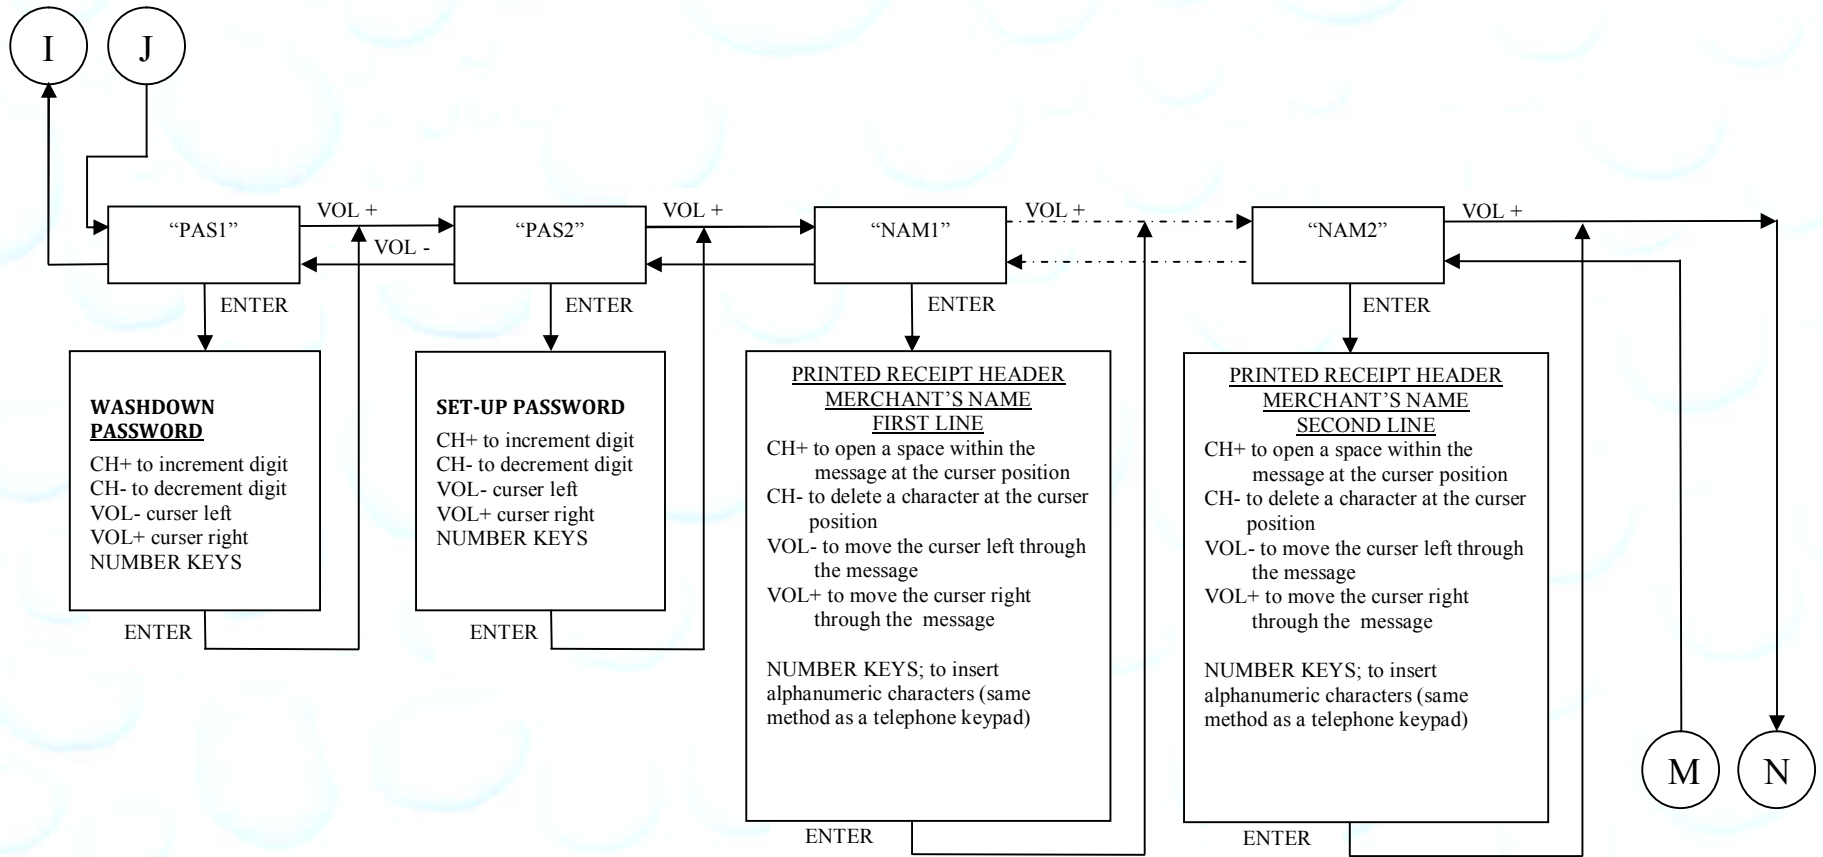 I
J
VOL +
VOL +
VOL +
VOL +
“PAS1”
“PAS2”
“NAM1”
“NAM2”
VOL -
ENTER
ENTER
ENTER
ENTER
WASHDOWN
PASSWORD
CH+ to increment digit
CH- to decrement digit
VOL- curser left
VOL+ curser right
NUMBER KEYS
ENTER
SET-UP PASSWORD
CH+ to increment digit
CH- to decrement digit
VOL- curser left
VOL+ curser right
NUMBER KEYS
ENTER
PRINTED RECEIPT HEADER
MERCHANT’S NAME
FIRST LINE
CH+ to open a space within the
message at the curser position
CH- to delete a character at the curser
position
VOL- to move the curser left through
the message
VOL+ to move the curser right
through the message
NUMBER KEYS; to insert
alphanumeric characters (same
method as a telephone keypad)
ENTER
PRINTED RECEIPT HEADER
MERCHANT’S NAME
SECOND LINE
CH+ to open a space within the
message at the curser position
CH- to delete a character at the curser
position
VOL- to move the curser left through
the message
VOL+ to move the curser right
through the message
NUMBER KEYS; to insert
alphanumeric characters (same
method as a telephone keypad)
ENTER
M
N